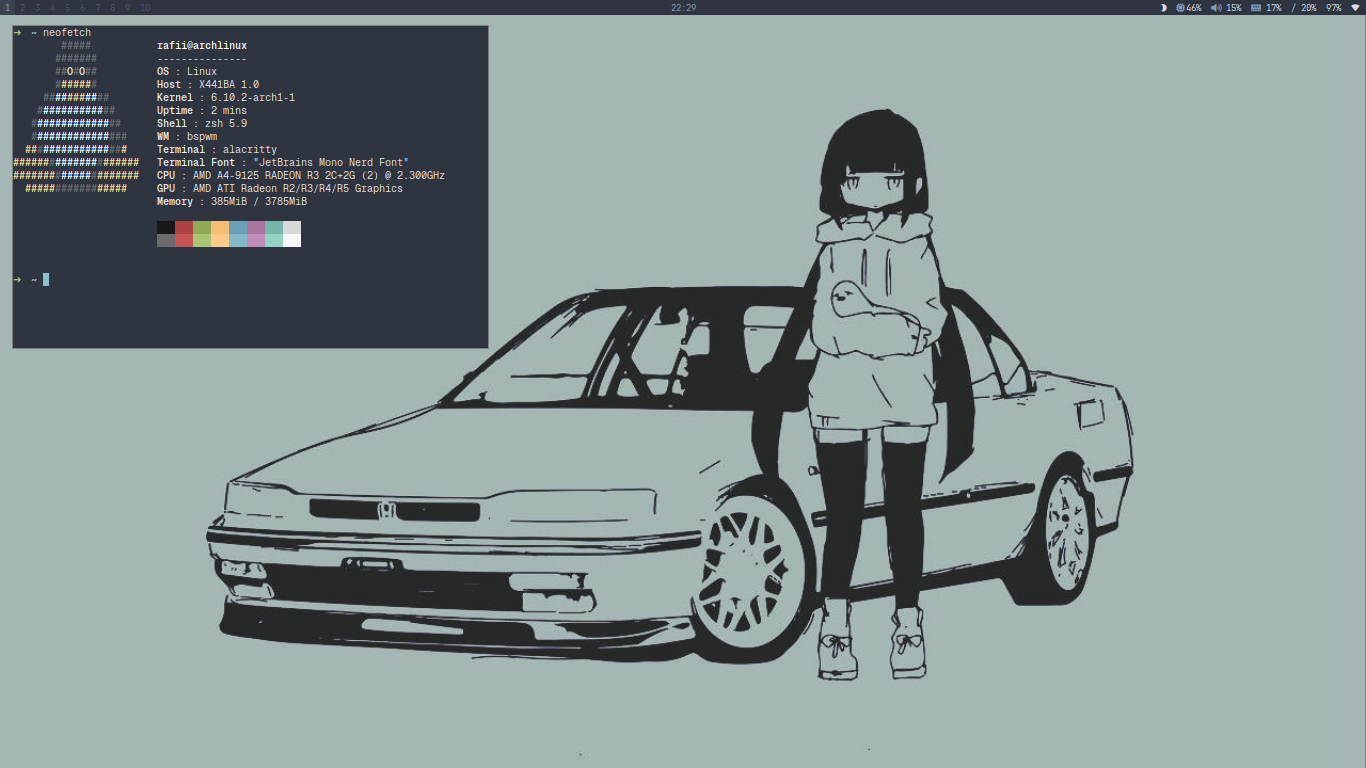 1 2 3 4 5 6 7 8 9 10 22:29 46% 15% 17% / 20% 97%
→ ~ neofetch
##### rafii@archlinux
####### ---------------
##O#O## OS : Linux
####### Host : X441BA 1.0
########### Kernel : 6.10.2-arch1-1
############# Uptime : 2 mins
############### Shell : zsh 5.9
################ WM : bspwm
################# Terminal : alacritty
##################### Terminal Font : "JetBrains Mono Nerd Font"
##################### CPU : AMD A4-9125 RADEON R3 2C+2G (2) @ 2.300GHz
################# GPU : AMD ATI Radeon R2/R3/R4/R5 Graphics
Memory : 385MiB / 3785MiB
→ ~